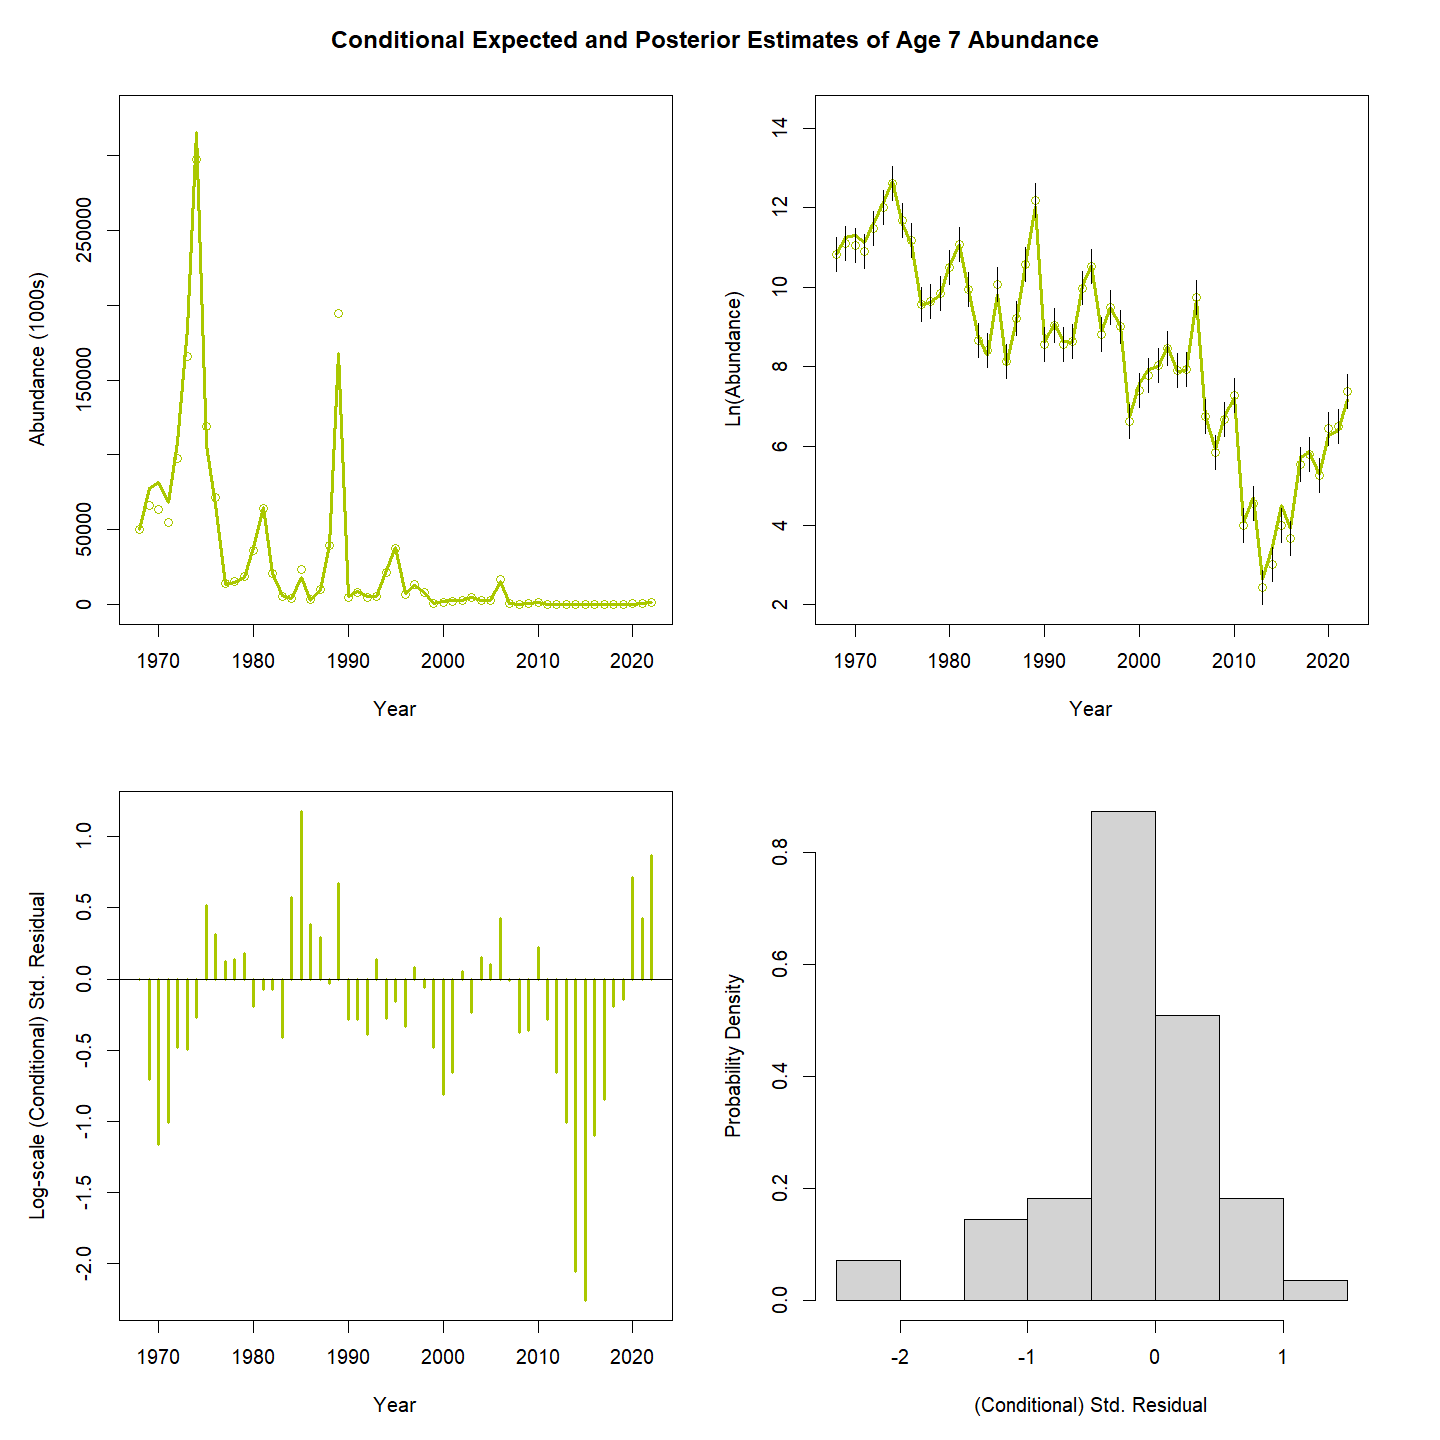 Conditional Expected and Posterior Estimates of Age 7 Abundance
Abundance (1000s)
0
50000
150000
250000
1970 1980 1990 2000 2010 2020
Year
Ln(Abundance)
2
4
6
8
10
12
14
1970 1980 1990 2000 2010 2020
Year
Log-scale (Conditional) Std. Residual
-2.0
-1.5
-1.0
-0.5
0.0
0.5
1.0
1970 1980 1990 2000 2010 2020
Year
Probability Density
0.0
0.2
0.4
0.6
0.8
-2 -1 0 1
(Conditional) Std. Residual